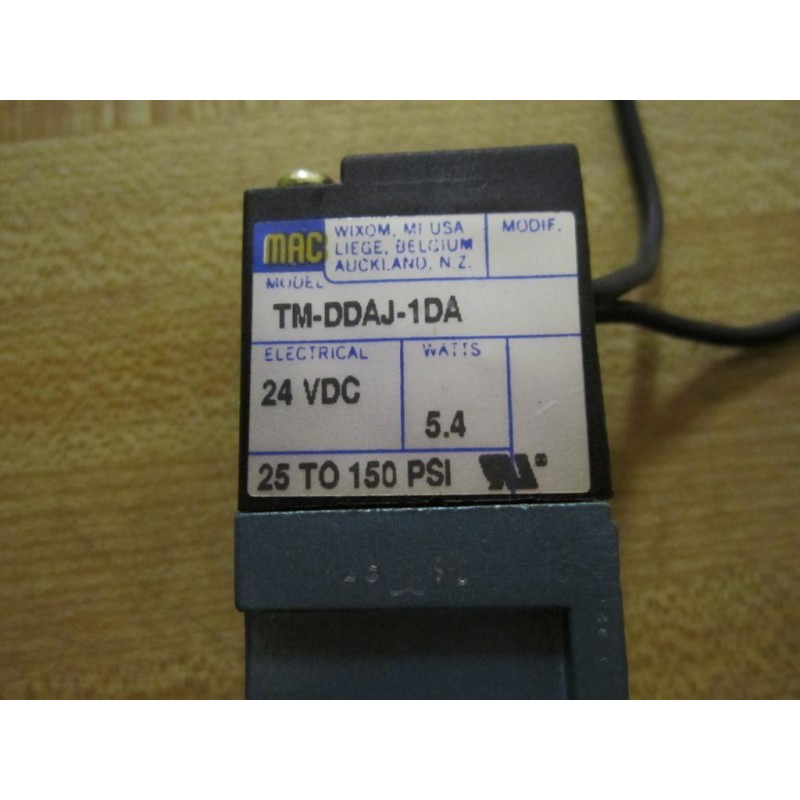 MAC
WIXOM, MI USA
LIEGE, BELGIUM
AUCKLAND, N.Z.
MODIF.
MODEL
TM-DDAJ-1DA
ELECTRICAL
24 VDC
WATTS
5.4
25 TO 150 PSI